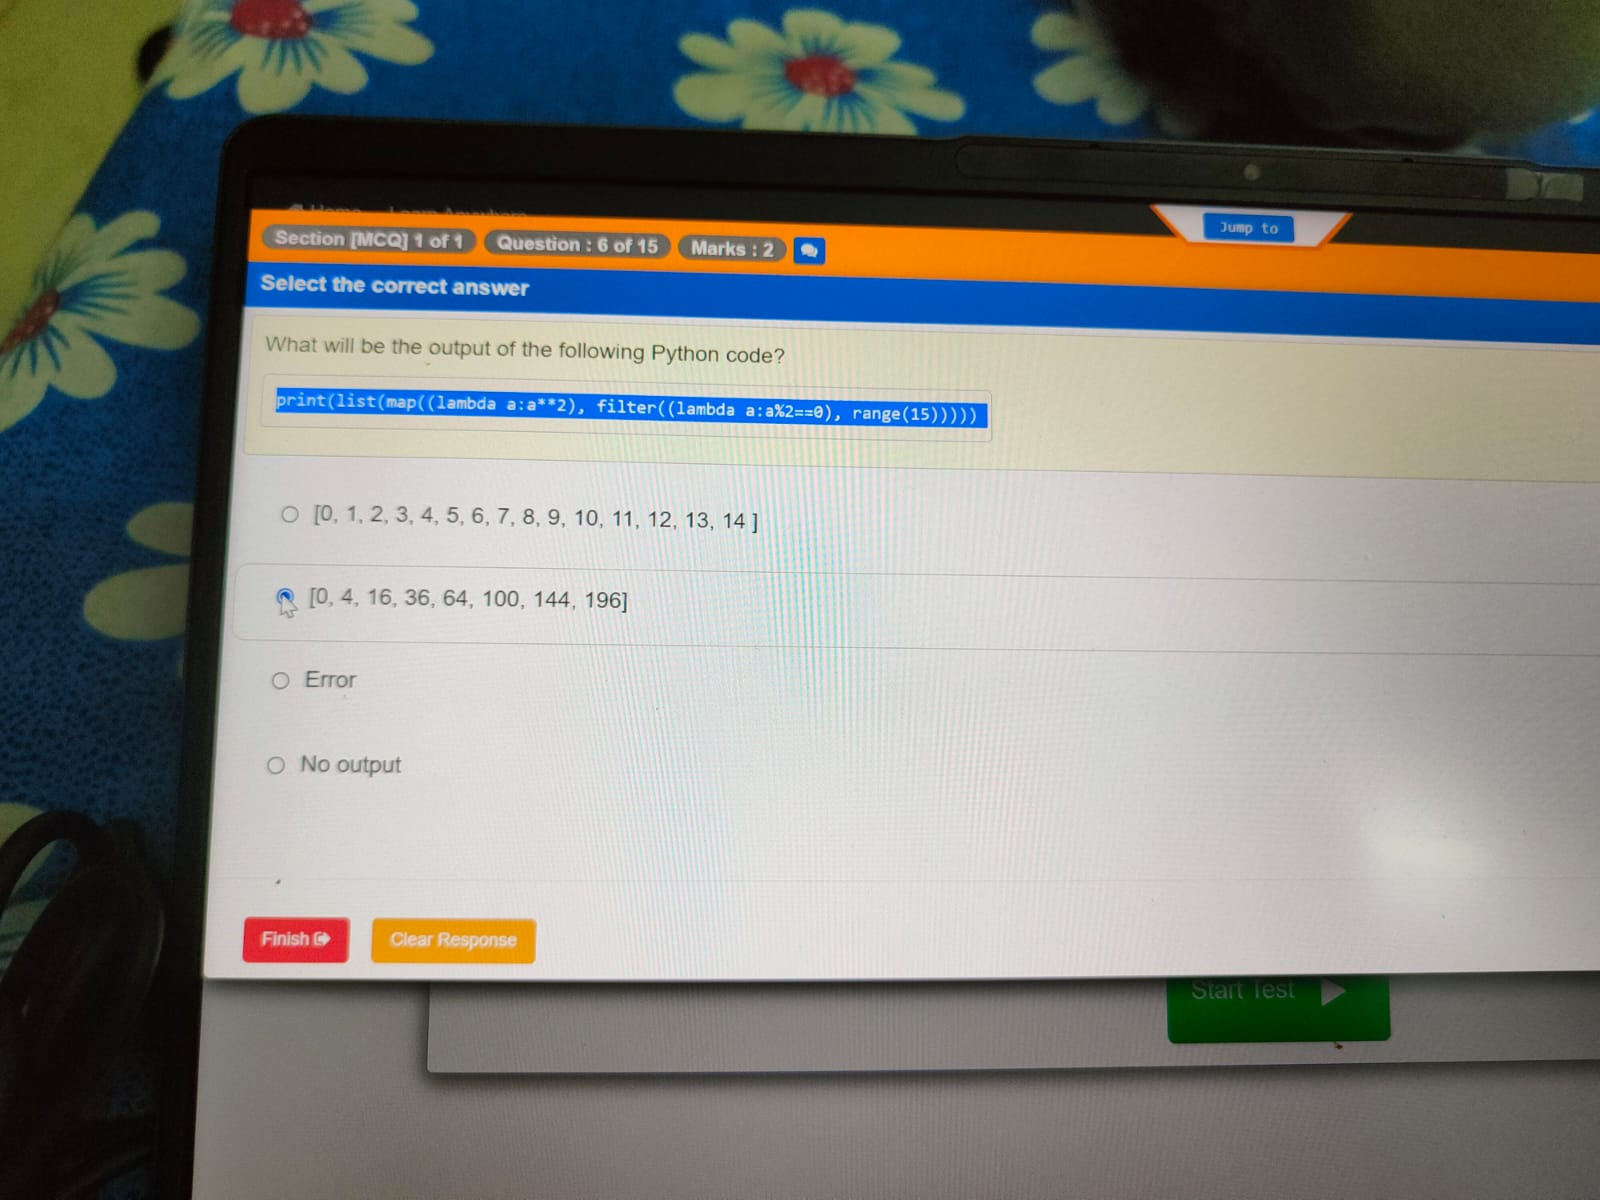 Home Learn Anywhere
Section [MCQ] 1 of 1 Question : 6 of 15 Marks : 2 Jump to
Select the correct answer
What will be the output of the following Python code?
print(list(map((lambda a:a**2), filter((lambda a:a%2==0), range(15)))))
[0, 1, 2, 3, 4, 5, 6, 7, 8, 9, 10, 11, 12, 13, 14 ]
[0, 4, 16, 36, 64, 100, 144, 196]
Error
No output
Finish Clear Response
Start Test